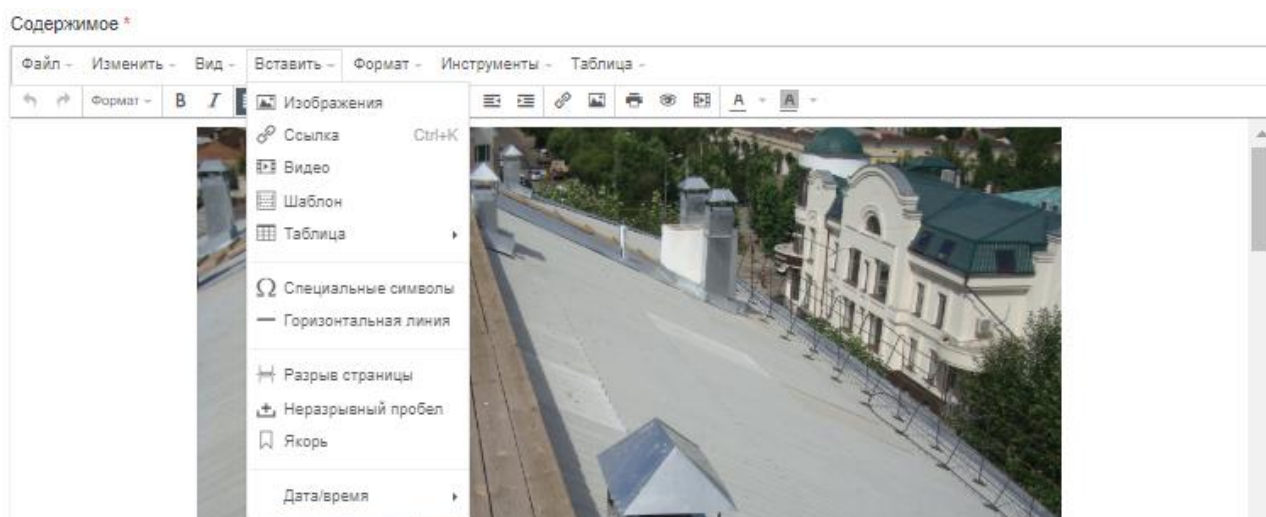 Содержимое *
Файл Изменить Вид Вставить Формат Инструменты Таблица
Формат B I A A
Изображения
Ссылка Ctrl+K
Видео
Шаблон
Таблица
Специальные символы
Горизонтальная линия
Разрыв страницы
Неразрывный пробел
Якорь
Дата/время